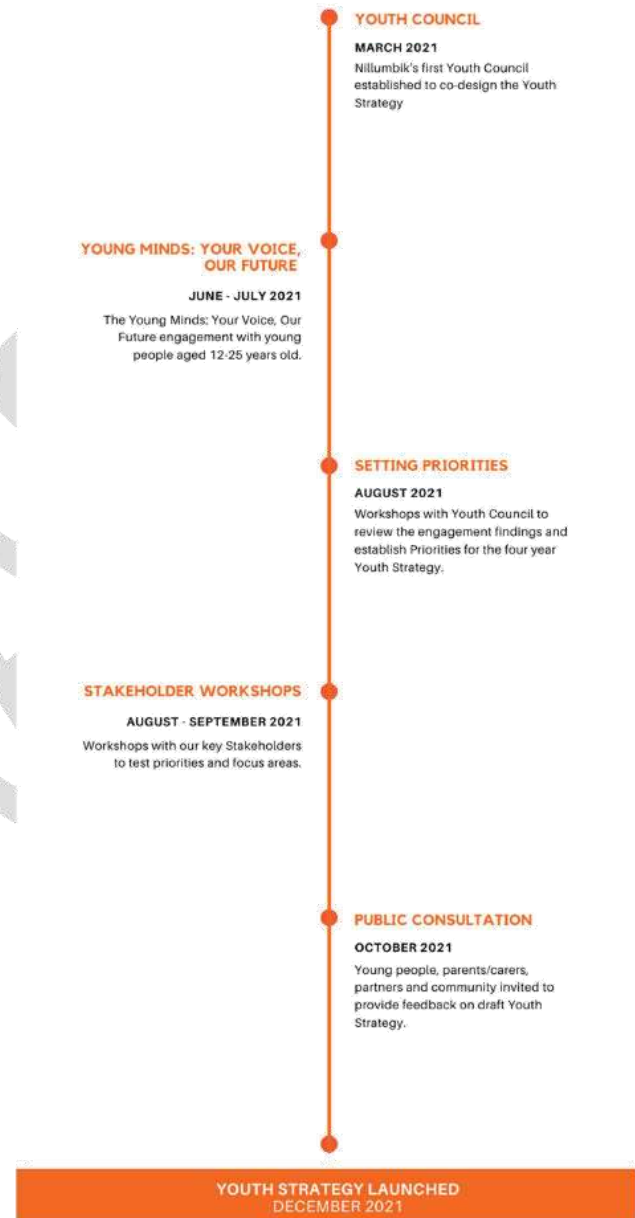 YOUTH COUNCIL
MARCH 2021
Nillumbik's first Youth Council
established to co-design the Youth
Strategy
YOUNG MINDS: YOUR VOICE,
OUR FUTURE
JUNE - JULY 2021
The Young Minds: Your Voice, Our
Future engagement with young
people aged 12-25 years old.
SETTING PRIORITIES
AUGUST 2021
Workshops with Youth Council to
review the engagement findings and
establish Priorities for the four year
Youth Strategy.
STAKEHOLDER WORKSHOPS
AUGUST - SEPTEMBER 2021
Workshops with our key Stakeholders
to test priorities and focus areas.
PUBLIC CONSULTATION
OCTOBER 2021
Young people, parents/carers,
partners and community invited to
provide feedback on draft Youth
Strategy.
YOUTH STRATEGY LAUNCHED
DECEMBER 2021